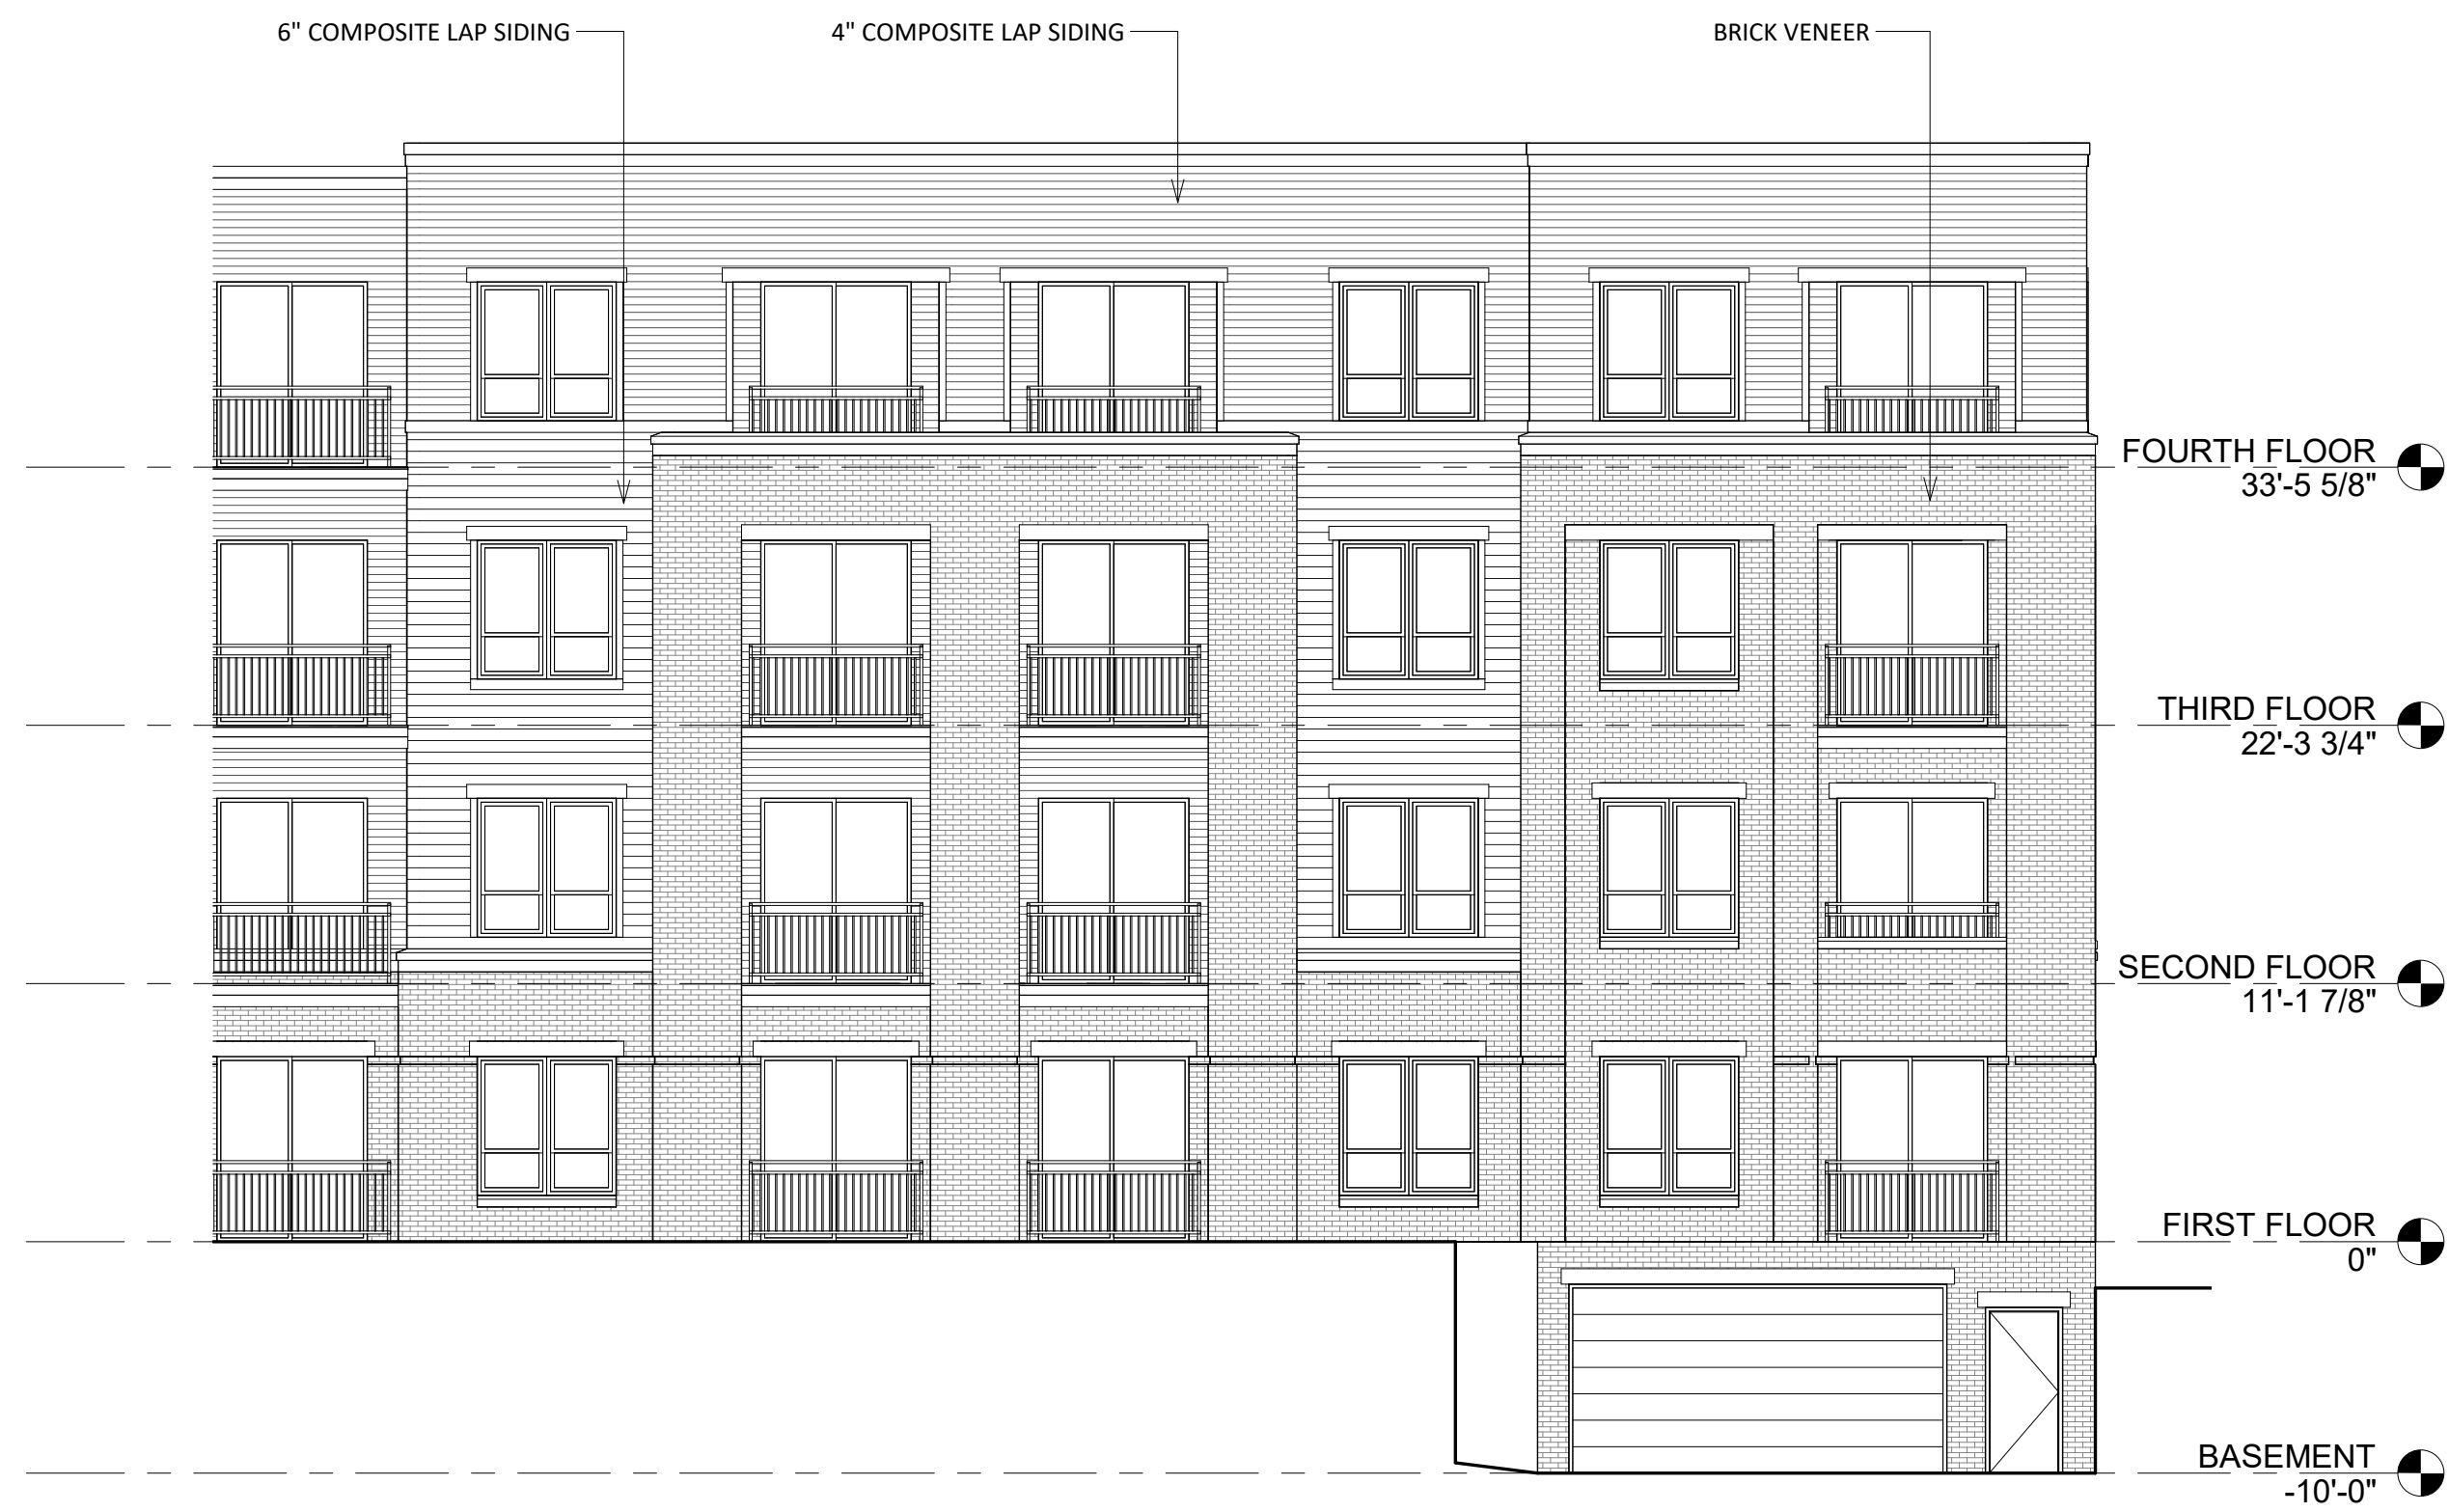 6" COMPOSITE LAP SIDING
4" COMPOSITE LAP SIDING
BRICK VENEER
FOURTH FLOOR
33'-5 5/8"
THIRD FLOOR
22'-3 3/4"
SECOND FLOOR
11'-1 7/8"
FIRST FLOOR
0"
BASEMENT
-10'-0"